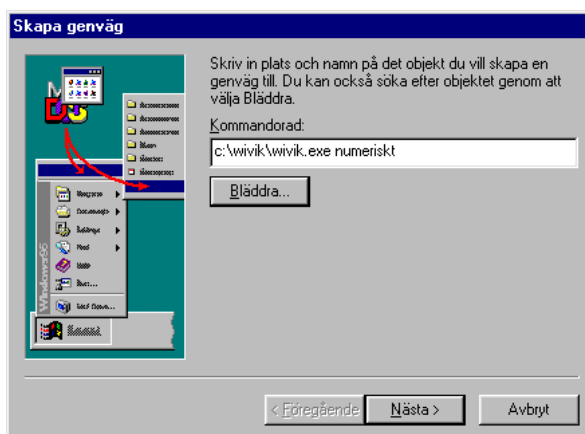 Skapa genväg
Skriv in plats och namn på det objekt du vill skapa en
genväg till. Du kan också söka efter objektet genom att
välja Bläddra.
Kommandorad:
c:\wivik\wivik.exe numeriskt
Bläddra...
Windows95
< Föregående
Nästa >
Avbryt